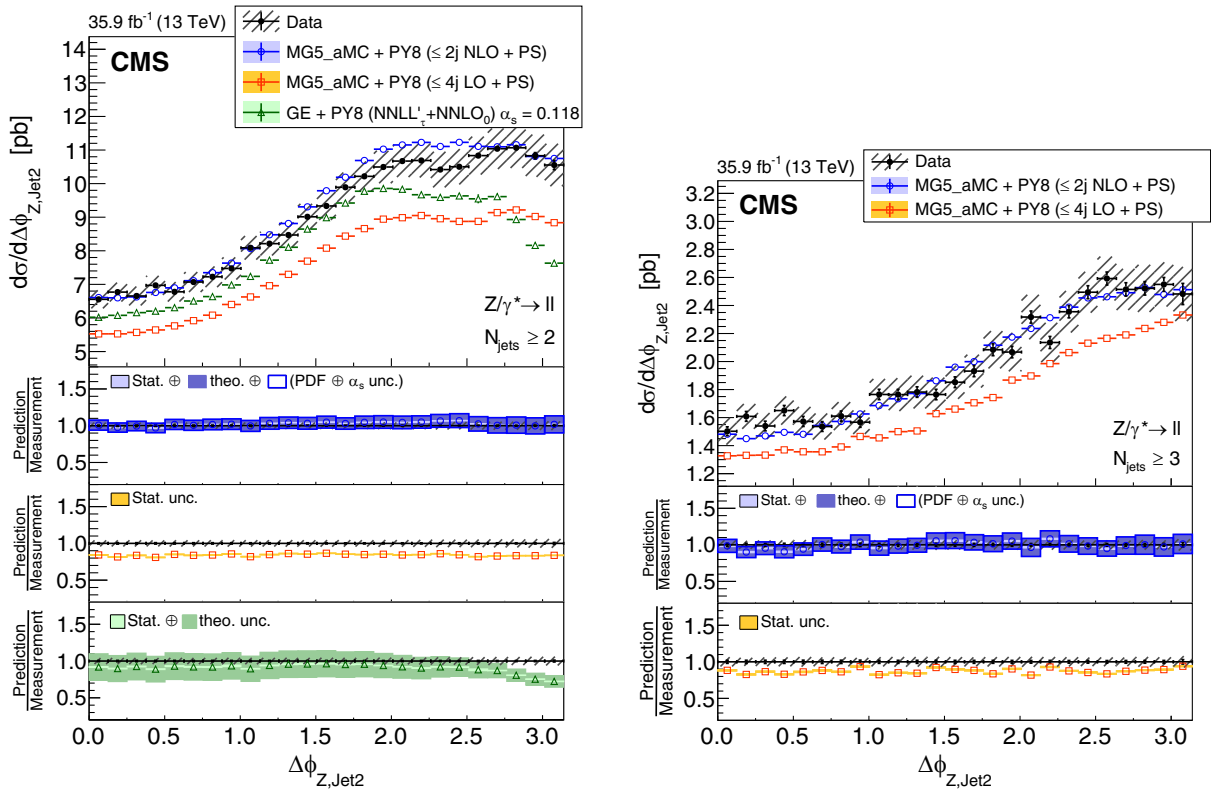 35.9 fb⁻¹ (13 TeV)
Data
MG5_aMC + PY8 (≤ 2j NLO + PS)
MG5_aMC + PY8 (≤ 4j LO + PS)
GE + PY8 (NNLL'τ+NNLO₀) αs = 0.118
CMS
dσ/dΔϕZ,Jet2 [pb]
14
13
12
11
10
9
8
7
6
5
Z/γ*→ ll
Njets ≥ 2
Stat. ⊕ theo. ⊕ (PDF ⊕ αs unc.)
Prediction
Measurement
1.5
1.0
0.5
Stat. unc.
Prediction
Measurement
1.5
1.0
0.5
Stat. ⊕ theo. unc.
Prediction
Measurement
1.5
1.0
0.5
0.0 0.5 1.0 1.5 2.0 2.5 3.0
ΔϕZ,Jet2
35.9 fb⁻¹ (13 TeV)
Data
MG5_aMC + PY8 (≤ 2j NLO + PS)
MG5_aMC + PY8 (≤ 4j LO + PS)
CMS
dσ/dΔϕZ,Jet2 [pb]
3.2
3.0
2.8
2.6
2.4
2.2
2.0
1.8
1.6
1.4
1.2
Z/γ*→ ll
Njets ≥ 3
Stat. ⊕ theo. ⊕ (PDF ⊕ αs unc.)
Prediction
Measurement
1.5
1.0
0.5
Stat. unc.
Prediction
Measurement
1.5
1.0
0.5
0.0 0.5 1.0 1.5 2.0 2.5 3.0
ΔϕZ,Jet2